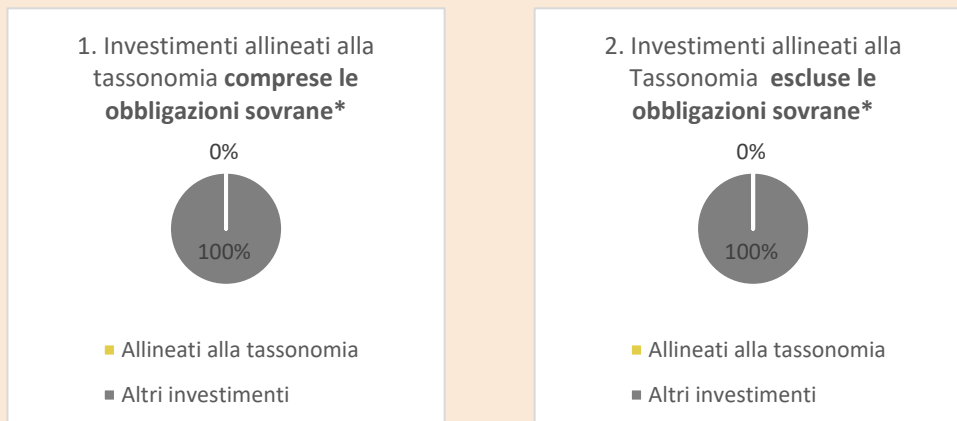 1. Investimenti allineati alla
tassonomia comprese le
obbligazioni sovrane*
0%
100%
Allineati alla tassonomia
Altri investimenti
2. Investimenti allineati alla
Tassonomia escluse le
obbligazioni sovrane*
0%
100%
Allineati alla tassonomia
Altri investimenti